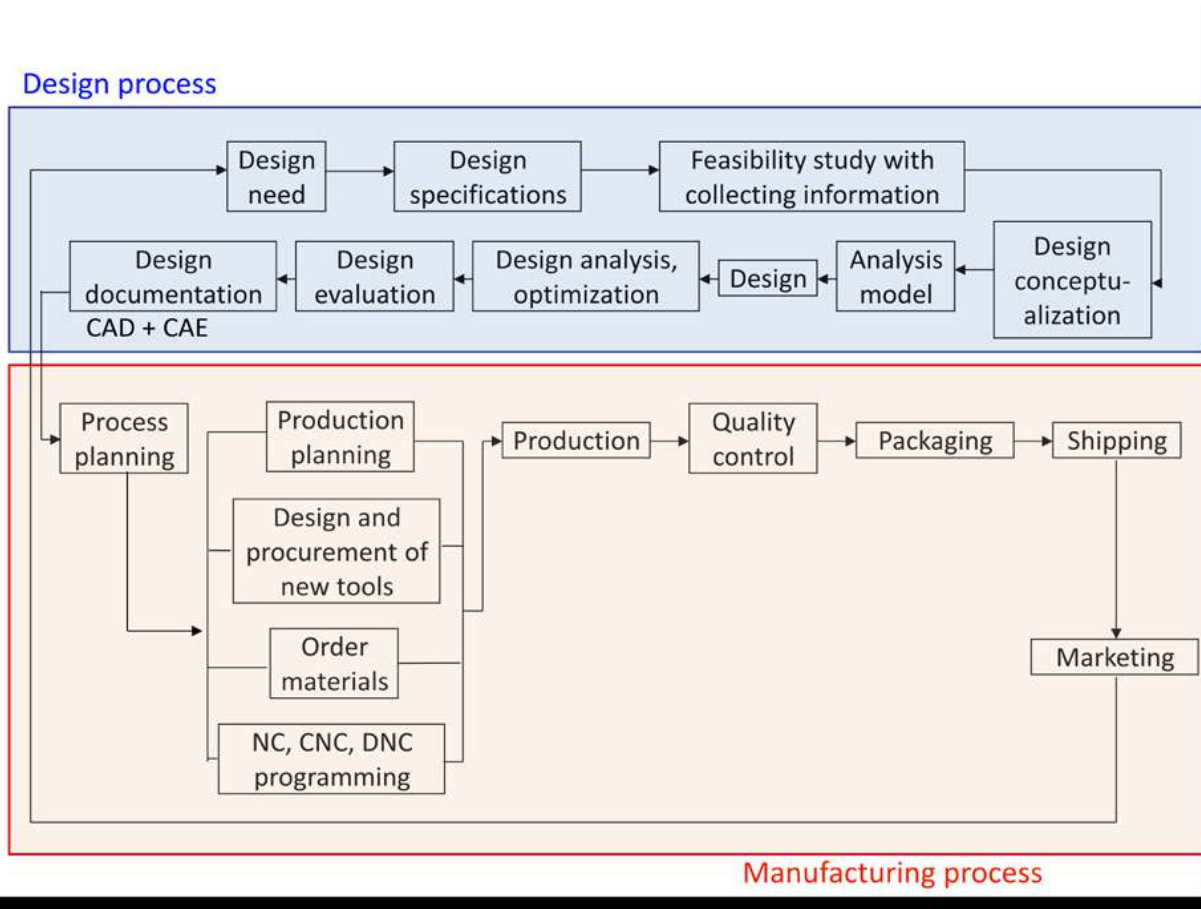 Design process
Design
need
Design
specifications
Feasibility study with
collecting information
Design
conceptu-
alization
Analysis
model
Design
Design analysis,
optimization
Design
evaluation
Design
documentation
CAD + CAE
Process
planning
Production
planning
Design and
procurement of
new tools
Order
materials
NC, CNC, DNC
programming
Production
Quality
control
Packaging
Shipping
Marketing
Manufacturing process